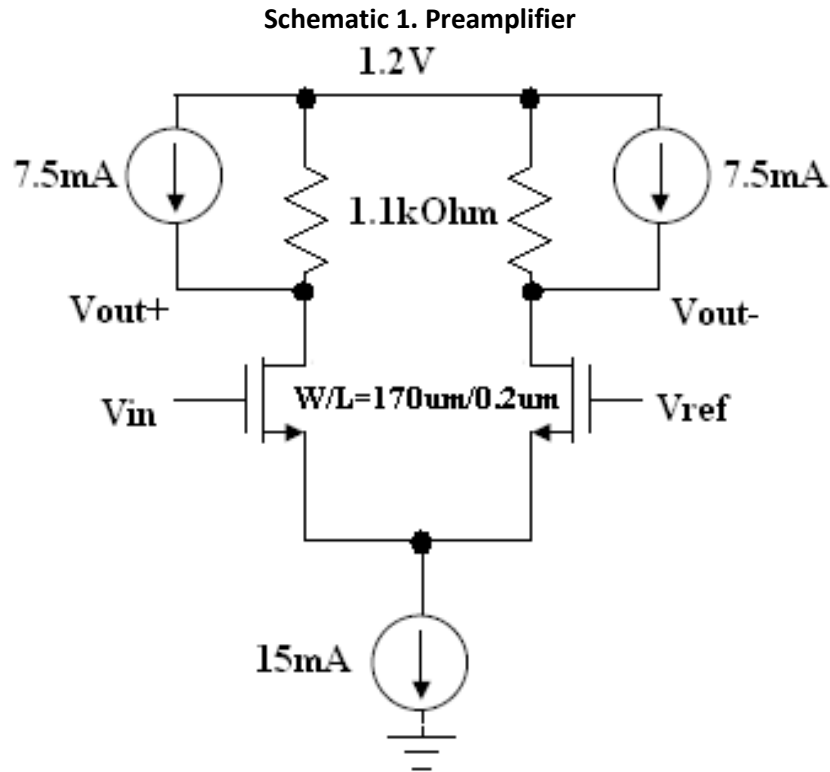 Schematic 1. Preamplifier
1.2V
7.5mA
1.1kOhm
7.5mA
Vout+
Vout-
Vin
W/L=170um/0.2um
Vref
15mA